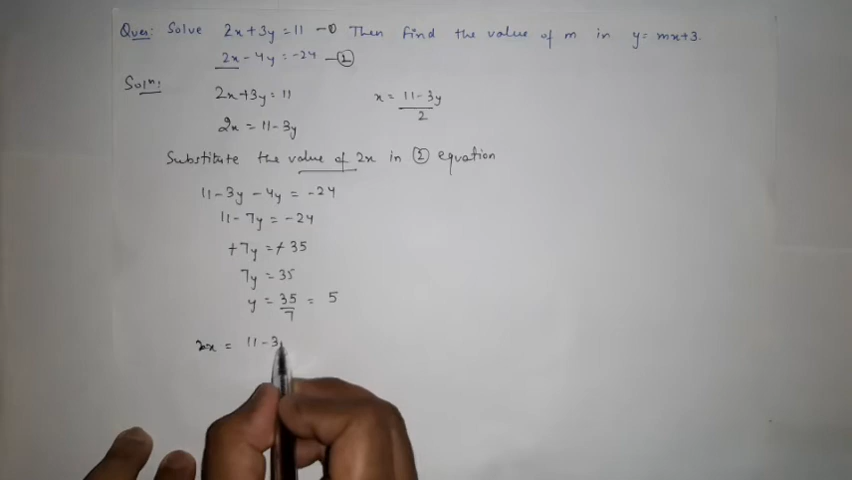 Ques: Solve 2x+3y=11 —① Then find the value of m in y=mx+3.
2x-4y=-24 —②
Solⁿ:
2x+3y=11 x = 11-3y/2
2x = 11-3y
Substitute the value of 2x in ② equation
11-3y-4y=-24
11-7y=-24
+7y=+35
7y=35
y = 35/7 = 5
2x = 11-3